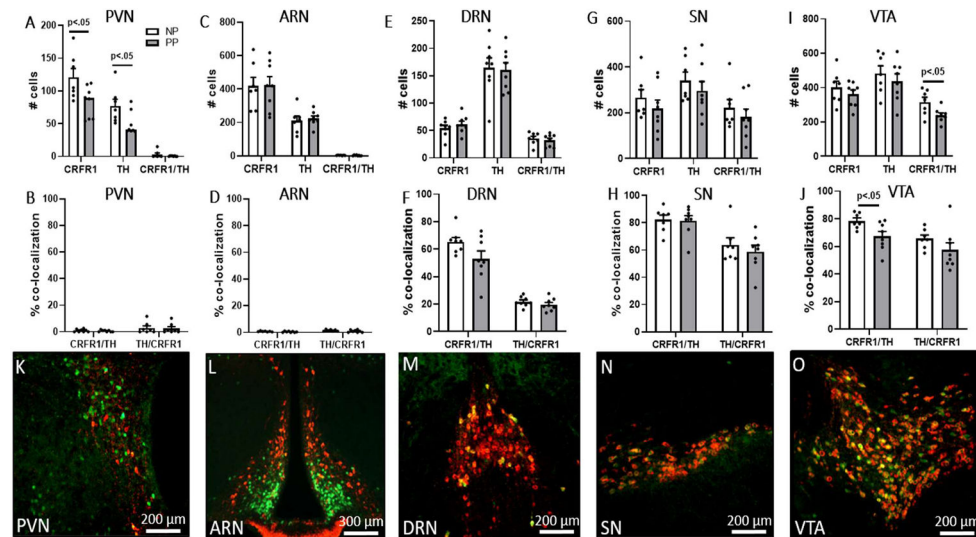 A PVN
p<.05
p<.05
NP
PP
# cells
200
150
100
50
0
CRFR1 TH CRFR1/TH
C ARN
# cells
800
600
400
200
0
CRFR1 TH CRFR1/TH
E DRN
# cells
250
200
150
100
50
0
CRFR1 TH CRFR1/TH
G SN
# cells
600
400
200
0
CRFR1 TH CRFR1/TH
I VTA
p<.05
# cells
800
600
400
200
0
CRFR1 TH CRFR1/TH
B PVN
% co-localization
100
80
60
40
20
0
CRFR1/TH TH/CRFR1
D ARN
% co-localization
100
80
60
40
20
0
CRFR1/TH TH/CRFR1
F DRN
% co-localization
100
80
60
40
20
0
CRFR1/TH TH/CRFR1
H SN
% co-localization
100
80
60
40
20
0
CRFR1/TH TH/CRFR1
J VTA
p<.05
% co-localization
100
80
60
40
20
0
CRFR1/TH TH/CRFR1
K
PVN 200 µm
L
ARN 300 µm
M
DRN 200 µm
N
SN 200 µm
O
VTA 200 µm